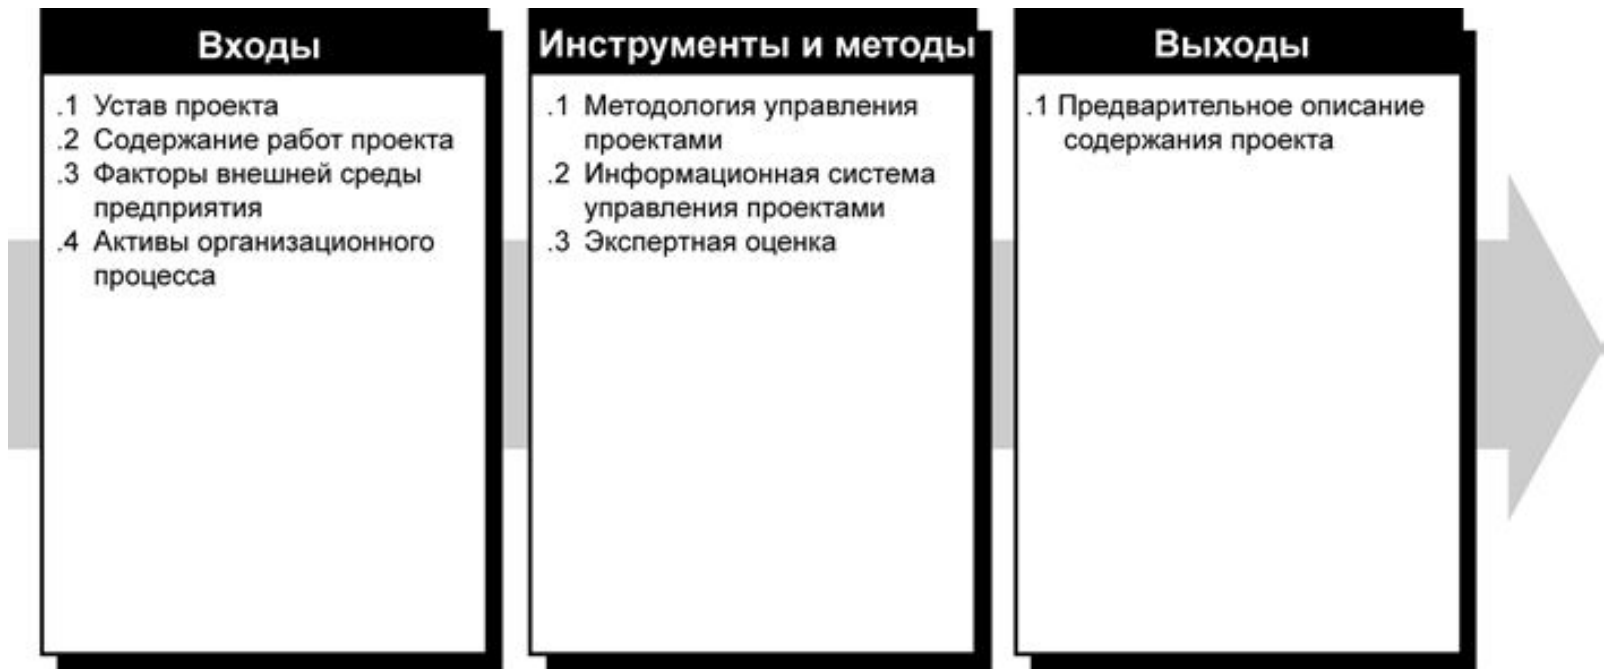 Входы
.1 Устав проекта
.2 Содержание работ проекта
.3 Факторы внешней среды
предприятия
.4 Активы организационного
процесса
Инструменты и методы
.1 Методология управления
проектами
.2 Информационная система
управления проектами
.3 Экспертная оценка
Выходы
.1 Предварительное описание
содержания проекта